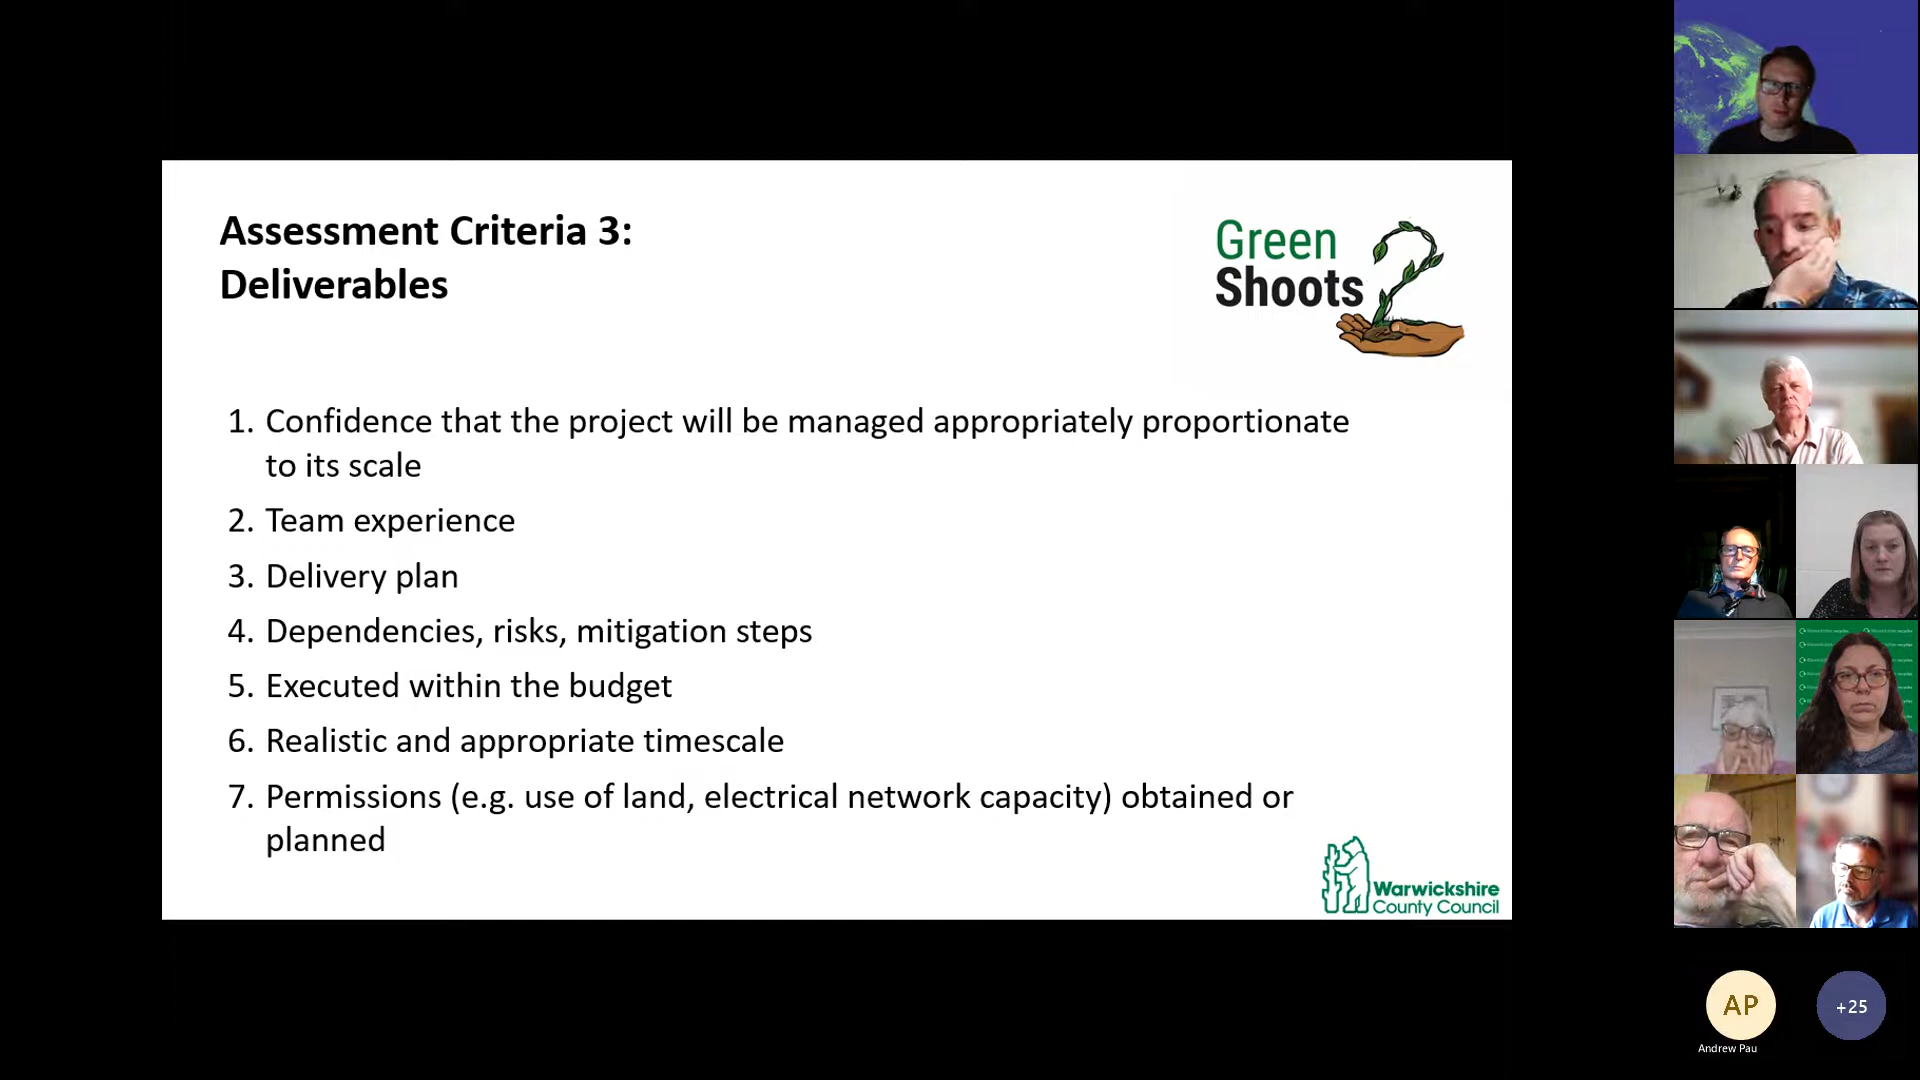 Assessment Criteria 3:
Deliverables
Green
Shoots
1. Confidence that the project will be managed appropriately proportionate
to its scale
2. Team experience
3. Delivery plan
4. Dependencies, risks, mitigation steps
5. Executed within the budget
6. Realistic and appropriate timescale
7. Permissions (e.g. use of land, electrical network capacity) obtained or
planned
Warwickshire
County Council
AP
+25
Andrew Pau